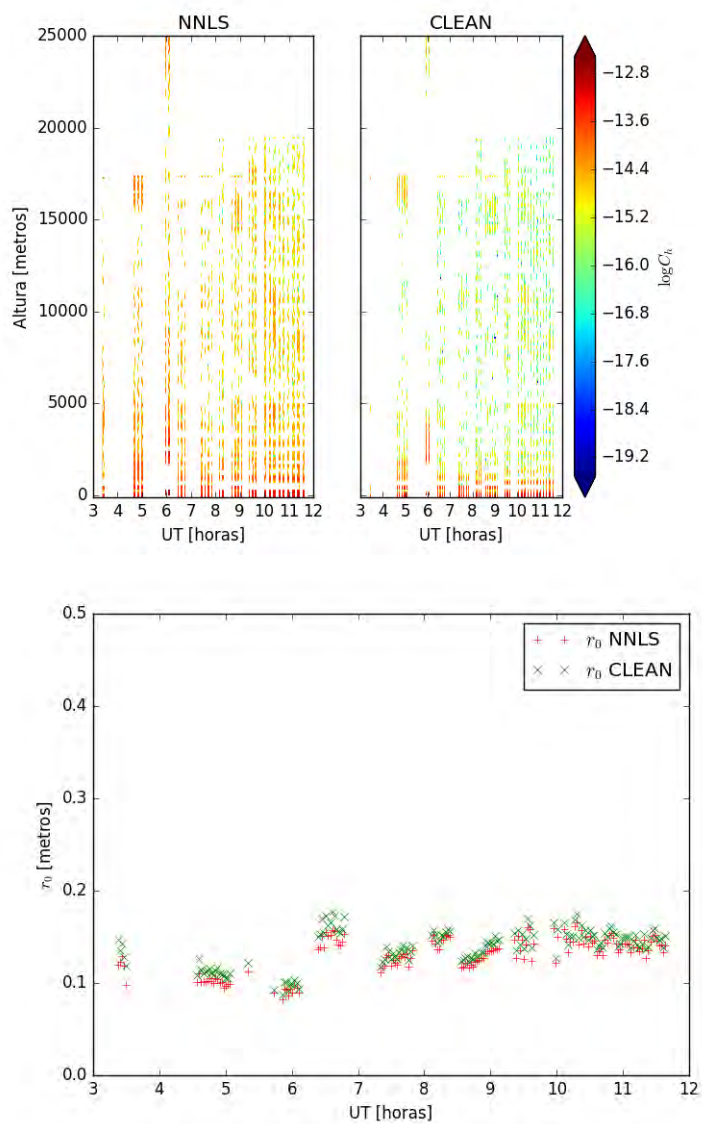 NNLS
CLEAN
25000
20000
15000
10000
5000
0
Altura [metros]
3 4 5 6 7 8 9 10 11 12
UT [horas]
3 4 5 6 7 8 9 10 11 12
UT [horas]
−12.8
−13.6
−14.4
−15.2
−16.0
−16.8
−17.6
−18.4
−19.2
logC_h
0.5
0.4
0.3
0.2
0.1
0.0
r_0 [metros]
r_0 NNLS
r_0 CLEAN
3 4 5 6 7 8 9 10 11 12
UT [horas]